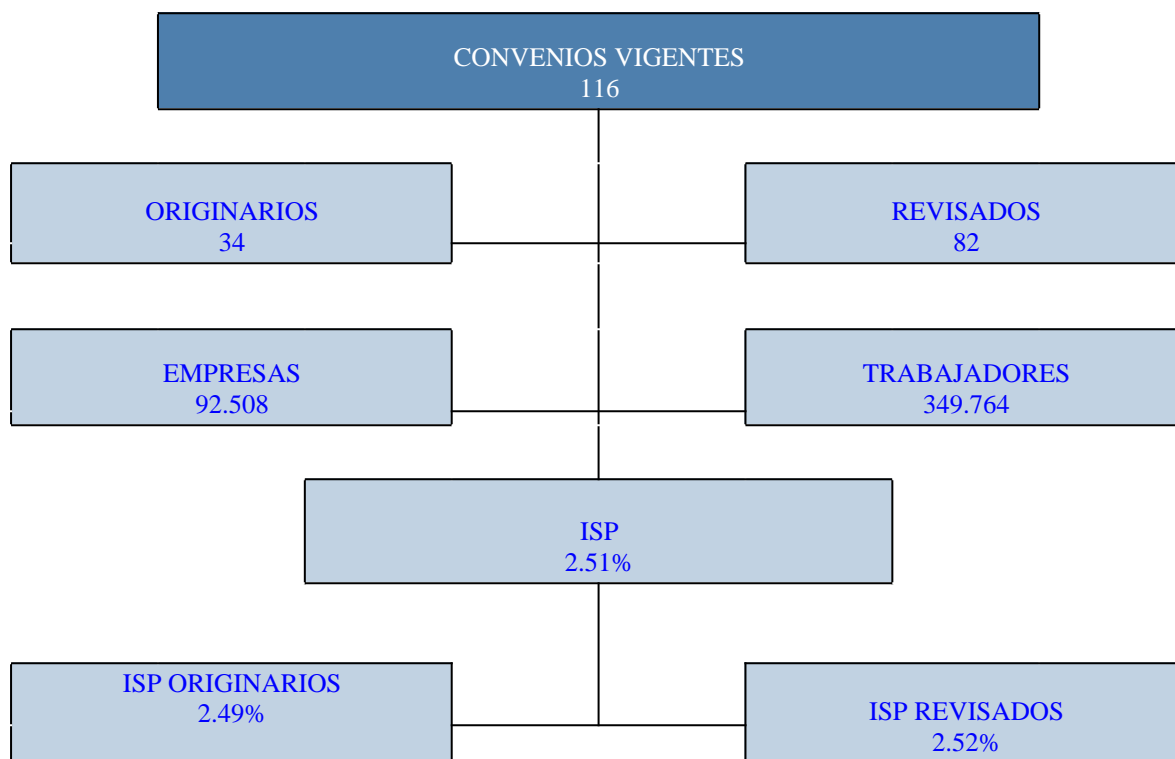 CONVENIOS VIGENTES
116
ORIGINARIOS
34
REVISADOS
82
EMPRESAS
92.508
TRABAJADORES
349.764
ISP
2.51%
ISP ORIGINARIOS
2.49%
ISP REVISADOS
2.52%